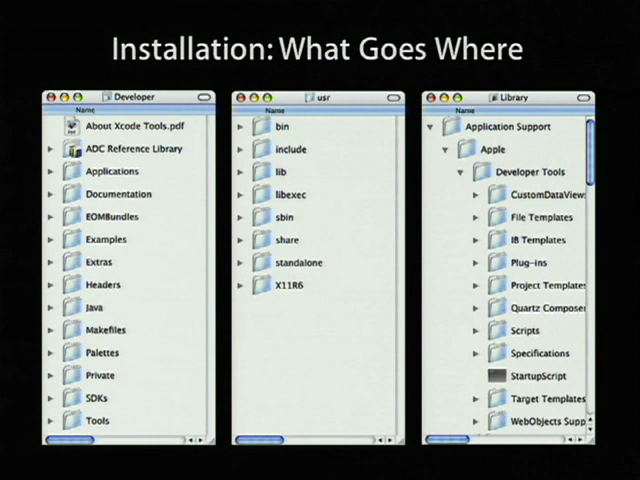 Installation: What Goes Where
Developer
Name
About Xcode Tools.pdf
ADC Reference Library
Applications
Documentation
EOMBundles
Examples
Extras
Headers
Java
Makefiles
Palettes
Private
SDKs
Tools
usr
Name
bin
include
lib
libexec
sbin
share
standalone
X11R6
Library
Name
Application Support
Apple
Developer Tools
CustomDataViews
File Templates
IB Templates
Plug-ins
Project Templates
Quartz Composer
Scripts
Specifications
StartupScript
Target Templates
WebObjects Supp